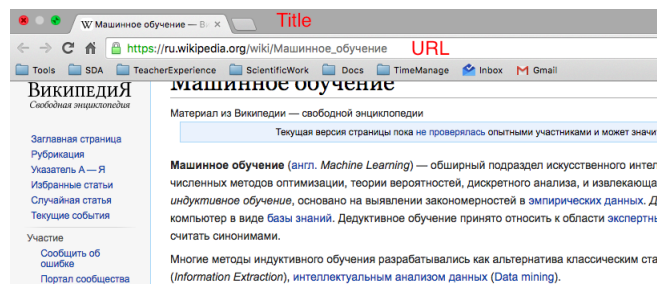 Машинное обучение — Ви Title
https://ru.wikipedia.org/wiki/Машинное_обучение URL
Tools SDA TeacherExperience ScientificWork Docs TimeManage Inbox Gmail
ВИКИПЕДИЯ
Свободная энциклопедия
Заглавная страница
Рубрикация
Указатель А — Я
Избранные статьи
Случайная статья
Текущие события
Участие
Сообщить об
ошибке
Портал сообщества
Машинное обучение
Материал из Википедии — свободной энциклопедии
Текущая версия страницы пока не проверялась опытными участниками и может значи
Машинное обучение (англ. Machine Learning) — обширный подраздел искусственного интел
численных методов оптимизации, теории вероятностей, дискретного анализа, и извлекающа
индуктивное обучение, основано на выявлении закономерностей в эмпирических данных. Д
компьютер в виде базы знаний. Дедуктивное обучение принято относить к области экспертны
считать синонимами.
Многие методы индуктивного обучения разрабатывались как альтернатива классическим ста
(Information Extraction), интеллектуальным анализом данных (Data mining).